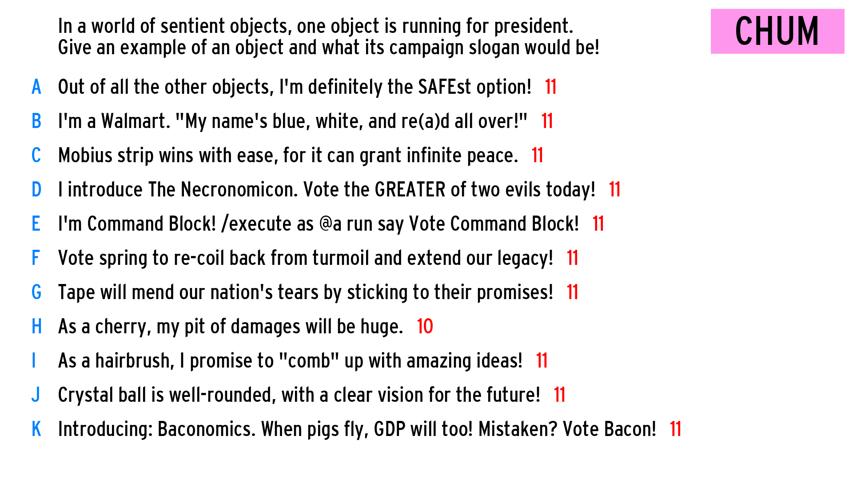 In a world of sentient objects, one object is running for president.
Give an example of an object and what its campaign slogan would be!
CHUM
A Out of all the other objects, I'm definitely the SAFEst option! 11
B I'm a Walmart. "My name's blue, white, and re(a)d all over!" 11
C Mobius strip wins with ease, for it can grant infinite peace. 11
D I introduce The Necronomicon. Vote the GREATER of two evils today! 11
E I'm Command Block! /execute as @a run say Vote Command Block! 11
F Vote spring to re-coil back from turmoil and extend our legacy! 11
G Tape will mend our nation's tears by sticking to their promises! 11
H As a cherry, my pit of damages will be huge. 10
I As a hairbrush, I promise to "comb" up with amazing ideas! 11
J Crystal ball is well-rounded, with a clear vision for the future! 11
K Introducing: Baconomics. When pigs fly, GDP will too! Mistaken? Vote Bacon! 11